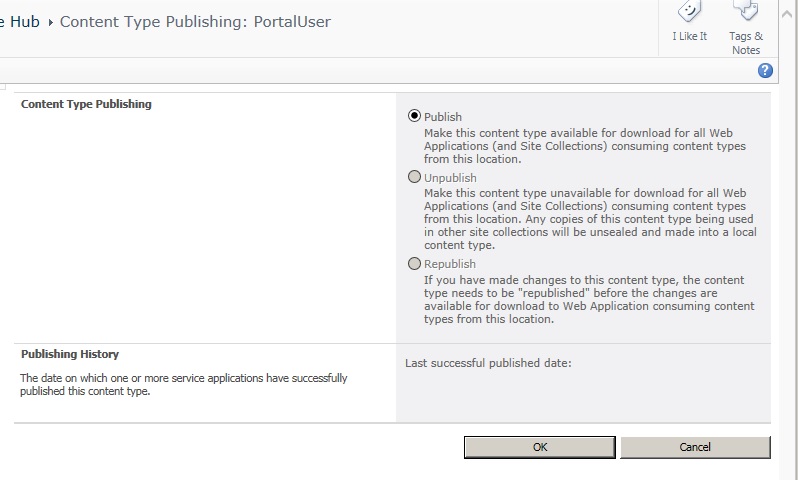 e Hub ▸ Content Type Publishing: PortalUser
I Like It
Tags &
Notes
?
Content Type Publishing
Publish
Make this content type available for download for all Web
Applications (and Site Collections) consuming content types
from this location.
Unpublish
Make this content type unavailable for download for all Web
Applications (and Site Collections) consuming content types
from this location. Any copies of this content type being used
in other site collections will be unsealed and made into a local
content type.
Republish
If you have made changes to this content type, the content
type needs to be "republished" before the changes are
available for download to Web Application consuming content
types from this location.
Publishing History
The date on which one or more service applications have successfully
published this content type.
Last successful published date:
OK
Cancel